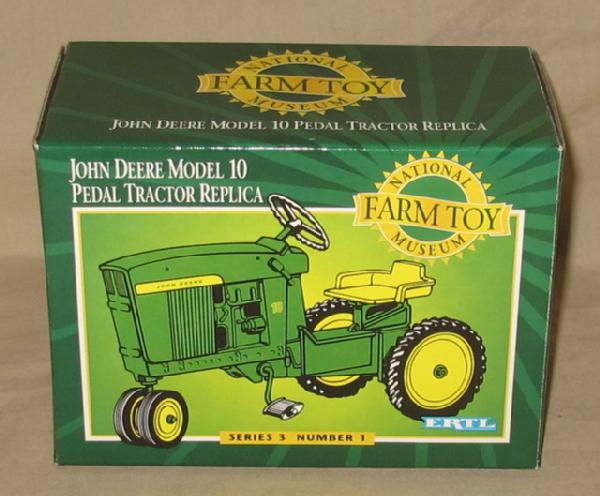 NATIONAL
FARM TOY
MUSEUM
JOHN DEERE MODEL 10 PEDAL TRACTOR REPLICA
JOHN DEERE MODEL 10
PEDAL TRACTOR REPLICA
NATIONAL
FARM TOY
MUSEUM
JOHN DEERE
10
SERIES 3 NUMBER 1
ERTL